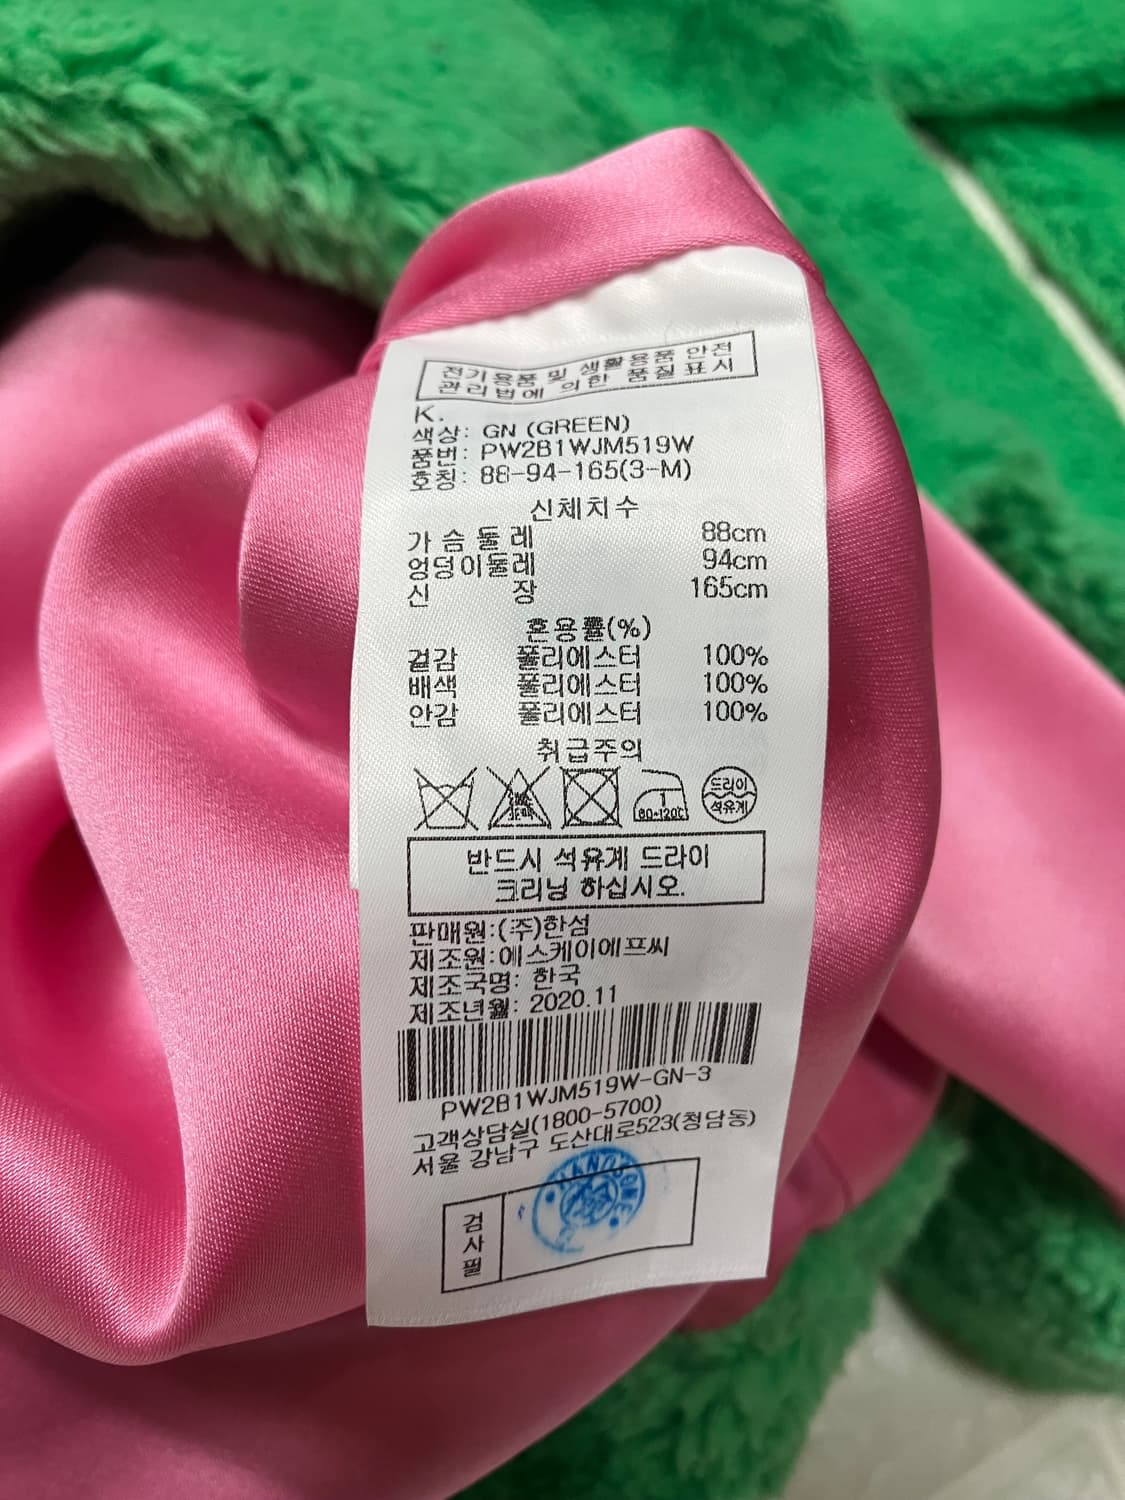 전기용품 및 생활용품 안전
관리법에 의한 품질표시
K.
색상: GN (GREEN)
품번: PW2B1WJM519W
호칭: 88-94-165(3-M)
신체치수
가슴둘레 88cm
엉덩이둘레 94cm
신장 165cm
혼용률(%)
겉감 폴리에스터 100%
배색 폴리에스터 100%
안감 폴리에스터 100%
취급주의
1
80~120℃
드라이
석유계
반드시 석유계 드라이
크리닝 하십시오.
판매원:(주)한섬
제조원:에스케이에프씨
제조국명: 한국
제조년월: 2020.11
PW2B1WJM519W-GN-3
고객상담실(1800-5700)
서울 강남구 도산대로523(청담동)
검사필
HANDSOME